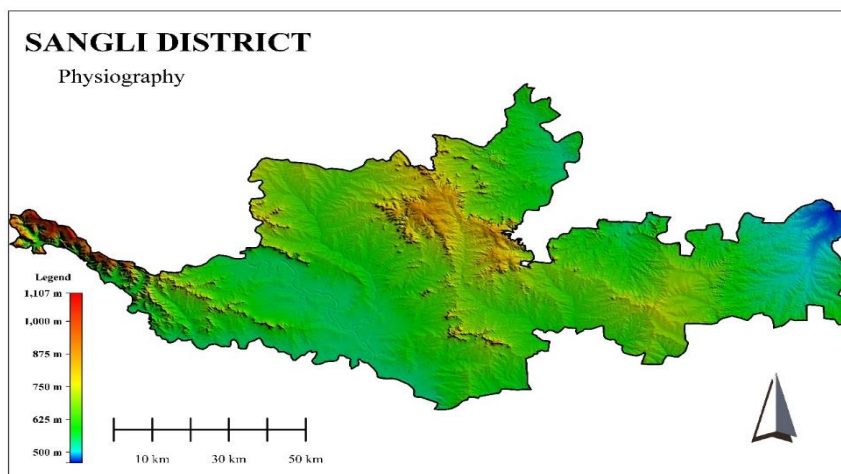 SANGLI DISTRICT
Physiography
Legend
1,107 m
1,000 m
875 m
750 m
625 m
500 m
10 km 30 km 50 km